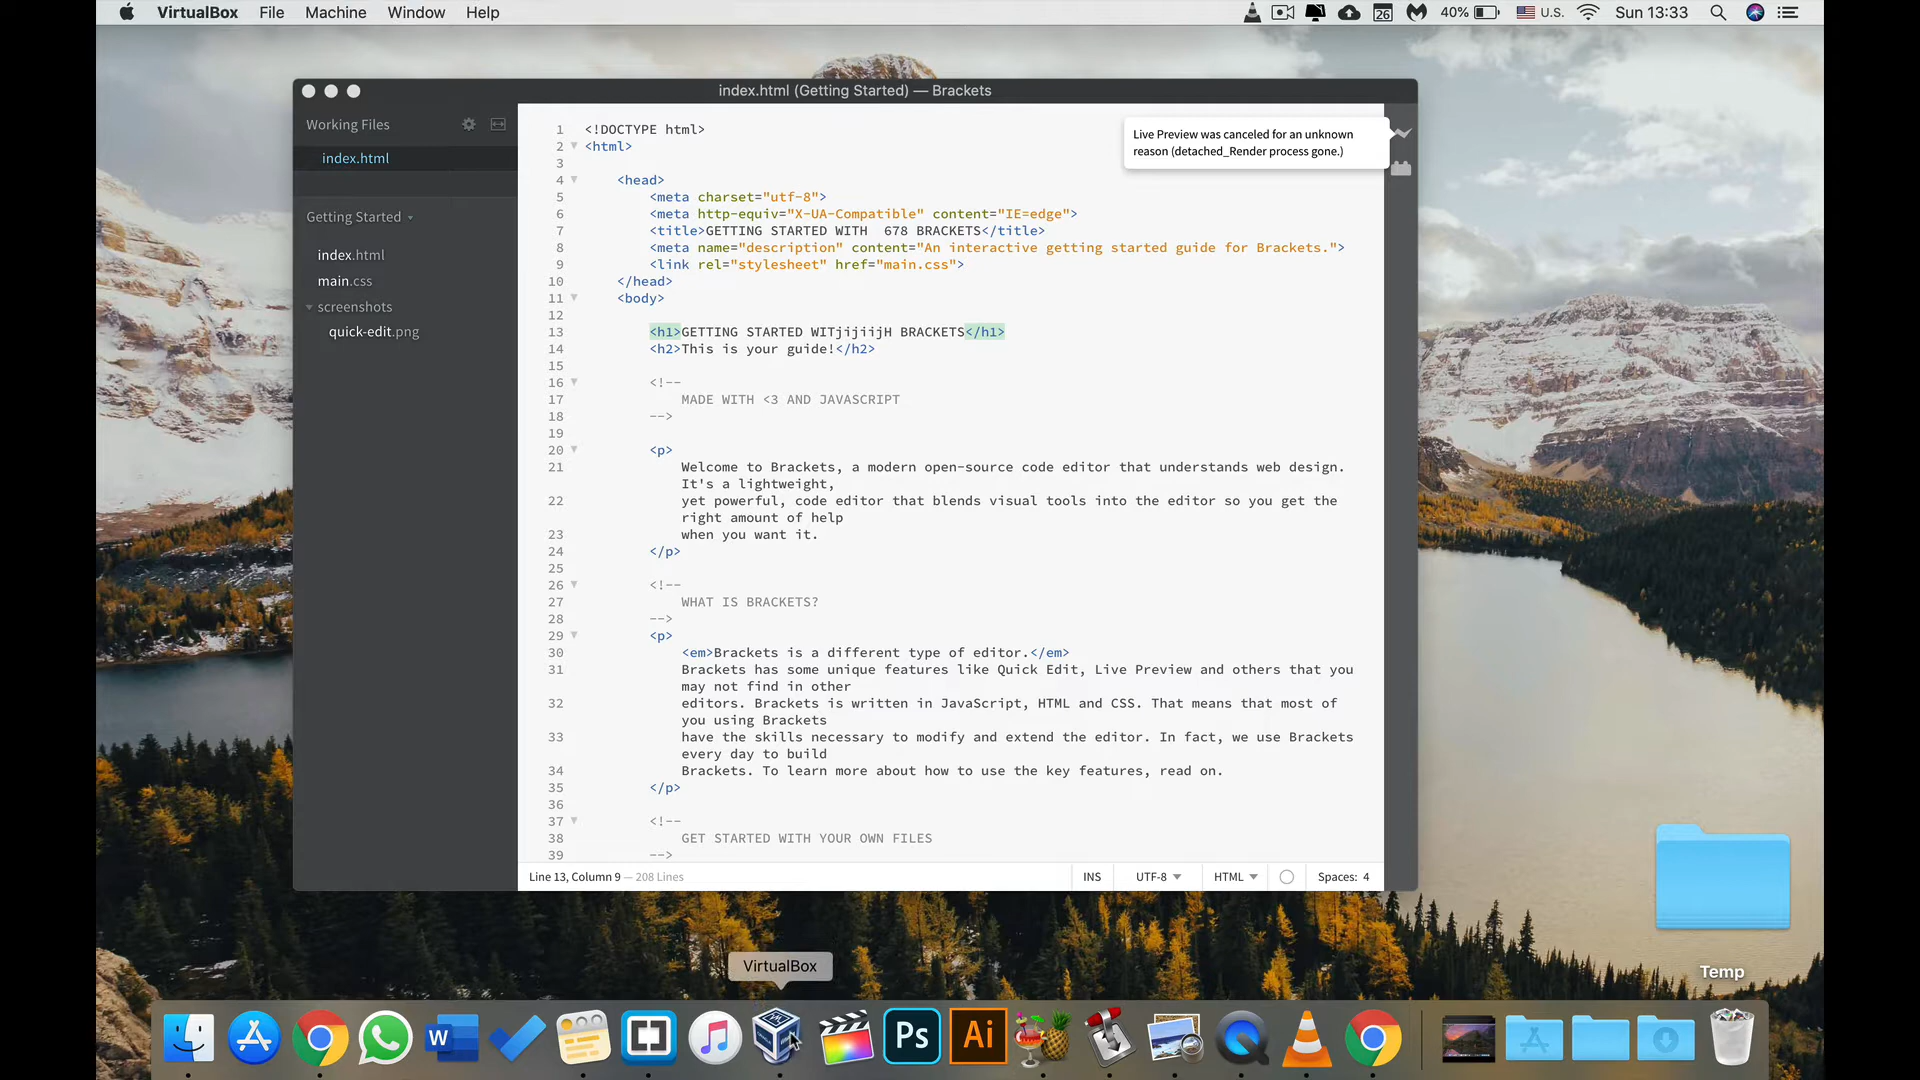 VirtualBox File Machine Window Help
26 40% U.S. Sun 13:33
index.html (Getting Started) — Brackets
Working Files
index.html
Getting Started
index.html
main.css
screenshots
quick-edit.png
Live Preview was canceled for an unknown
reason (detached_Render process gone.)
1 <!DOCTYPE html>
2 <html>
3
4 <head>
5 <meta charset="utf-8">
6 <meta http-equiv="X-UA-Compatible" content="IE=edge">
7 <title>GETTING STARTED WITH  678 BRACKETS</title>
8 <meta name="description" content="An interactive getting started guide for Brackets.">
9 <link rel="stylesheet" href="main.css">
10 </head>
11 <body>
12
13 <h1>GETTING STARTED WITjijiijH BRACKETS</h1>
14 <h2>This is your guide!</h2>
15
16 <!--
17 MADE WITH <3 AND JAVASCRIPT
18 -->
19
20 <p>
21 Welcome to Brackets, a modern open-source code editor that understands web design.
It's a lightweight,
22 yet powerful, code editor that blends visual tools into the editor so you get the
right amount of help
23 when you want it.
24 </p>
25
26 <!--
27 WHAT IS BRACKETS?
28 -->
29 <p>
30 <em>Brackets is a different type of editor.</em>
31 Brackets has some unique features like Quick Edit, Live Preview and others that you
may not find in other
32 editors. Brackets is written in JavaScript, HTML and CSS. That means that most of
you using Brackets
33 have the skills necessary to modify and extend the editor. In fact, we use Brackets
every day to build
34 Brackets. To learn more about how to use the key features, read on.
35 </p>
36
37 <!--
38 GET STARTED WITH YOUR OWN FILES
39 -->
Line 13, Column 9 — 208 Lines
INS UTF-8 HTML Spaces: 4
VirtualBox
Temp
W
Ps
Ai